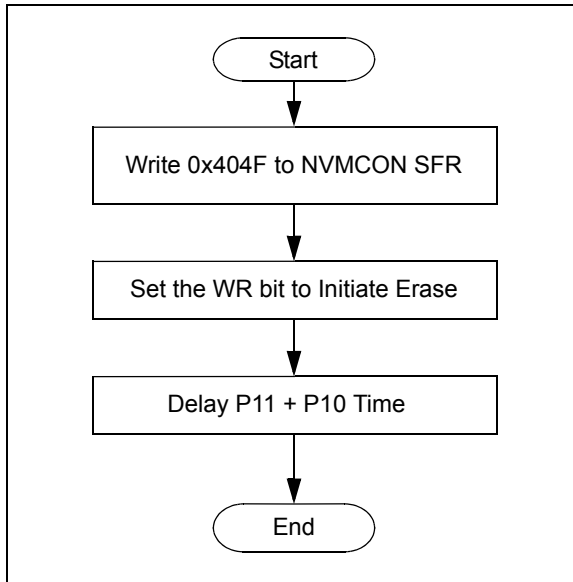 Start
Write 0x404F to NVMCON SFR
Set the WR bit to Initiate Erase
Delay P11 + P10 Time
End